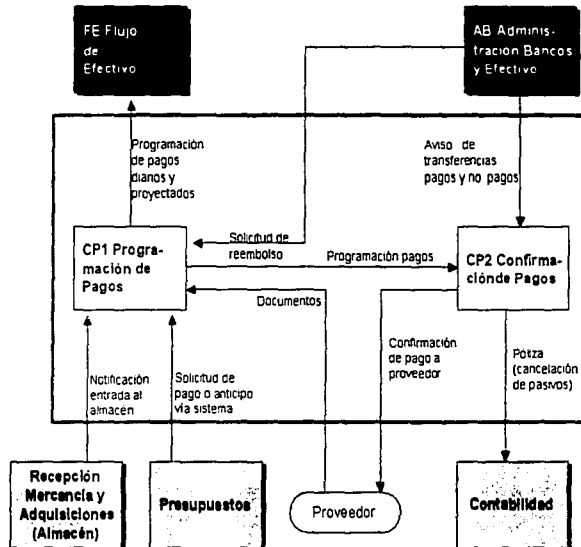 FE Flujo
de
Efectivo
AB Adminis-
tración Bancos
y Efectivo
Programación
de pagos
diarios y
proyectados
Aviso de
transferencias
pagos y no pagos
CP1 Progra-
mación de
Pagos
Solicitud de
reembolso
Programación pagos
CP2 Confirma-
ciónde Pagos
Documentos
Notificación
entrada al
almacén
Solicitud de
pago o anticipo
vía sistema
Confirmación
de pago a
proveedor
Póliza
(cancelación
de pasivos)
Recepción
Mercancía y
Adquisiciones
(Almacén)
Presupuestos
Proveedor
Contabilidad